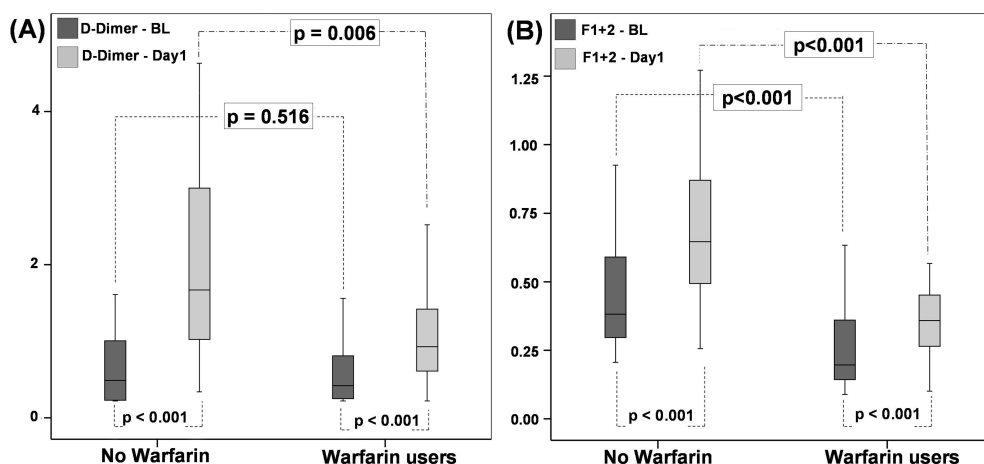 (A)
D-Dimer - BL
D-Dimer - Day1
p = 0.006
p = 0.516
4
2
0
p < 0.001
p < 0.001
No Warfarin
Warfarin users
(B)
F1+2 - BL
F1+2 - Day1
p<0.001
p<0.001
1.25
1.00
0.75
0.50
0.25
0.00
p < 0.001
p < 0.001
No Warfarin
Warfarin users